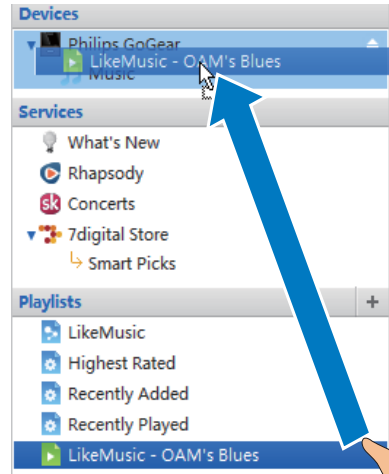 Devices
Philips GoGear
LikeMusic - OAM's Blues
Music
Services
What's New
Rhapsody
sk Concerts
7digital Store
Smart Picks
Playlists +
LikeMusic
Highest Rated
Recently Added
Recently Played
LikeMusic - OAM's Blues